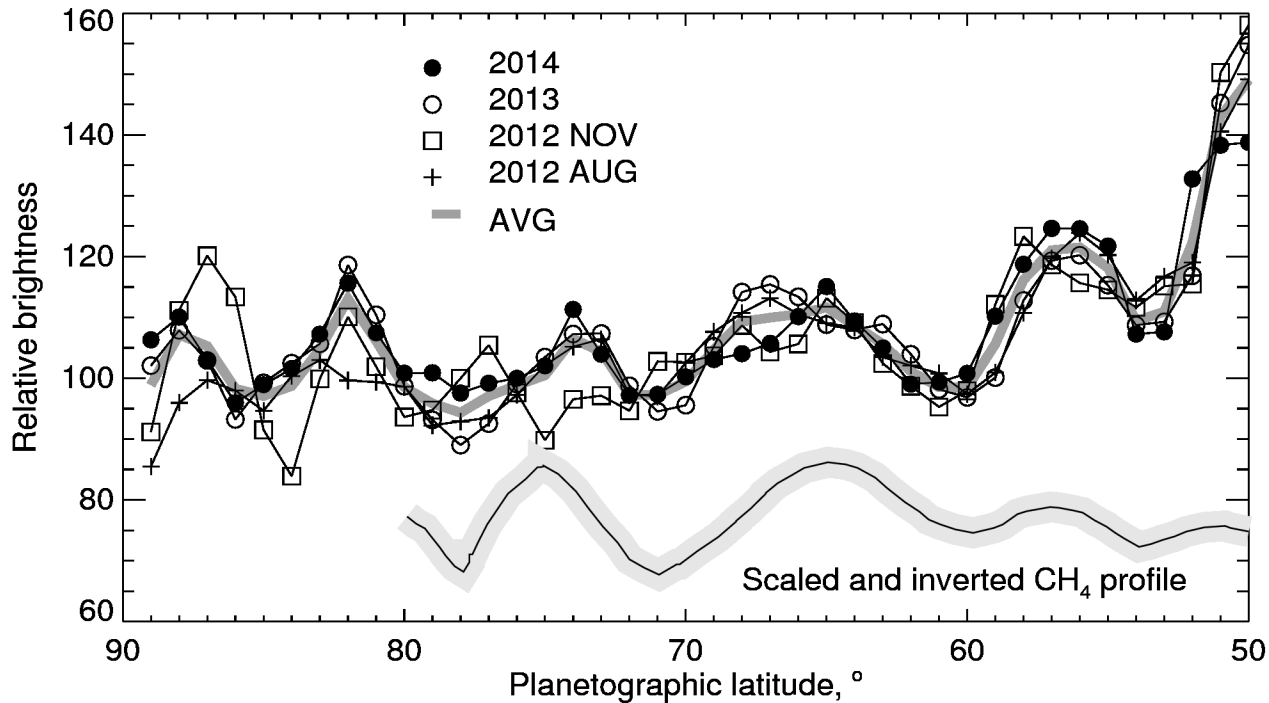 160
140
120
100
80
60
Relative brightness
2014
2013
2012 NOV
2012 AUG
AVG
Scaled and inverted CH₄ profile
90 80 70 60 50
Planetographic latitude, °